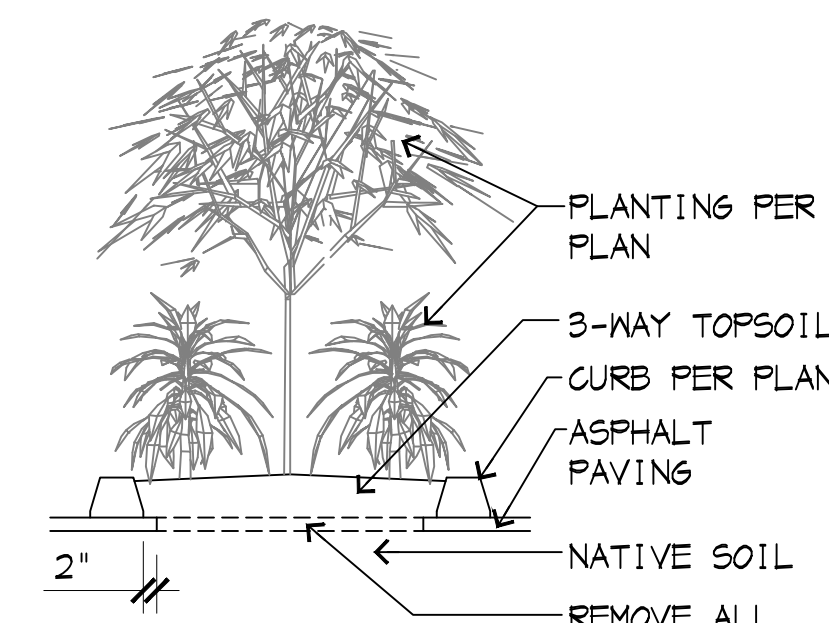 PLANTING PER
PLAN
3-WAY TOPSOIL
CURB PER PLAN
ASPHALT
PAVING
NATIVE SOIL
2"
REMOVE ALL